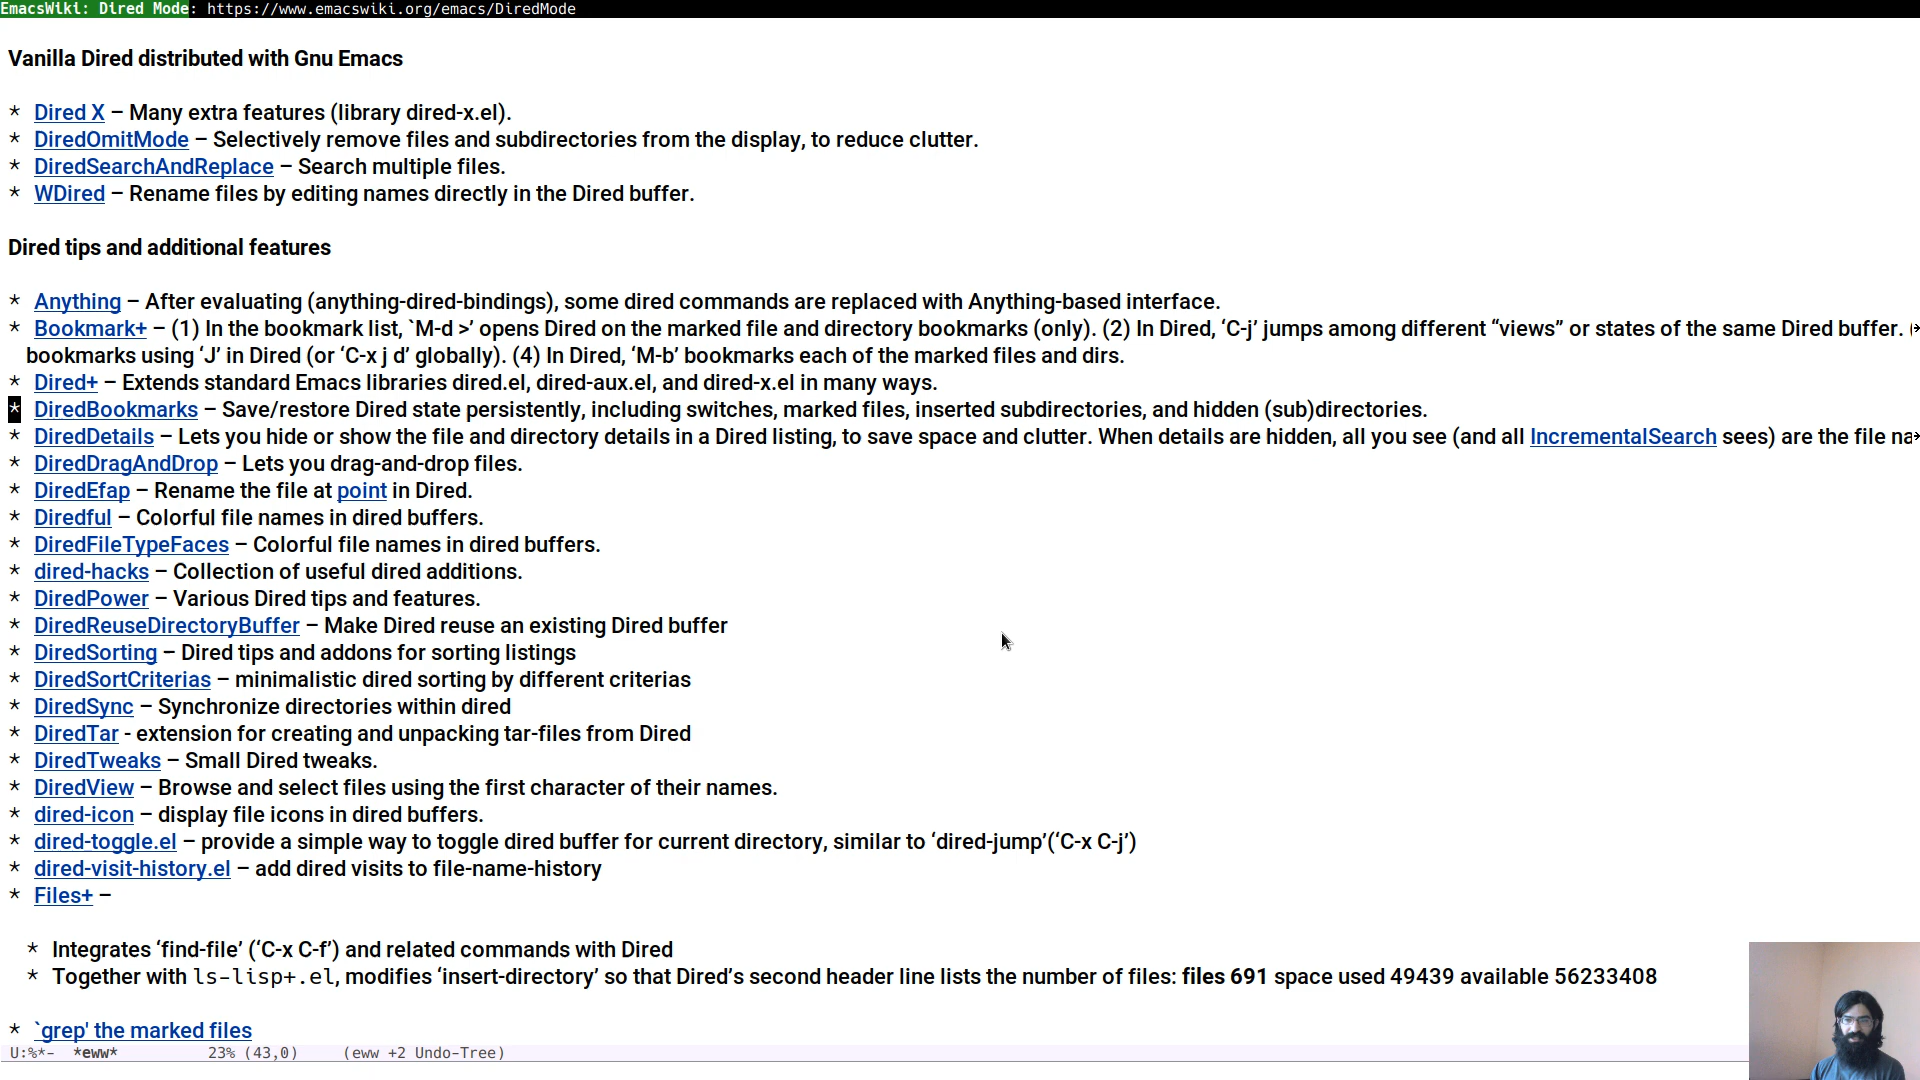 EmacsWiki: Dired Mode: https://www.emacswiki.org/emacs/DiredMode
Vanilla Dired distributed with Gnu Emacs
* Dired X – Many extra features (library dired-x.el).
* DiredOmitMode – Selectively remove files and subdirectories from the display, to reduce clutter.
* DiredSearchAndReplace – Search multiple files.
* WDired – Rename files by editing names directly in the Dired buffer.
Dired tips and additional features
* Anything – After evaluating (anything-dired-bindings), some dired commands are replaced with Anything-based interface.
* Bookmark+ – (1) In the bookmark list, `M-d >’ opens Dired on the marked file and directory bookmarks (only). (2) In Dired, ‘C-j’ jumps among different “views” or states of the same Dired buffer.
bookmarks using ‘J’ in Dired (or ‘C-x j d’ globally). (4) In Dired, ‘M-b’ bookmarks each of the marked files and dirs.
* Dired+ – Extends standard Emacs libraries dired.el, dired-aux.el, and dired-x.el in many ways.
* DiredBookmarks – Save/restore Dired state persistently, including switches, marked files, inserted subdirectories, and hidden (sub)directories.
* DiredDetails – Lets you hide or show the file and directory details in a Dired listing, to save space and clutter. When details are hidden, all you see (and all IncrementalSearch sees) are the file na
* DiredDragAndDrop – Lets you drag-and-drop files.
* DiredEfap – Rename the file at point in Dired.
* Diredful – Colorful file names in dired buffers.
* DiredFileTypeFaces – Colorful file names in dired buffers.
* dired-hacks – Collection of useful dired additions.
* DiredPower – Various Dired tips and features.
* DiredReuseDirectoryBuffer – Make Dired reuse an existing Dired buffer
* DiredSorting – Dired tips and addons for sorting listings
* DiredSortCriterias – minimalistic dired sorting by different criterias
* DiredSync – Synchronize directories within dired
* DiredTar - extension for creating and unpacking tar-files from Dired
* DiredTweaks – Small Dired tweaks.
* DiredView – Browse and select files using the first character of their names.
* dired-icon – display file icons in dired buffers.
* dired-toggle.el – provide a simple way to toggle dired buffer for current directory, similar to ‘dired-jump’(‘C-x C-j’)
* dired-visit-history.el – add dired visits to file-name-history
* Files+ –
* Integrates ‘find-file’ (‘C-x C-f’) and related commands with Dired
* Together with ls-lisp+.el, modifies ‘insert-directory’ so that Dired’s second header line lists the number of files: files 691 space used 49439 available 56233408
* `grep' the marked files
U:%*- *eww* 23% (43,0) (eww +2 Undo-Tree)